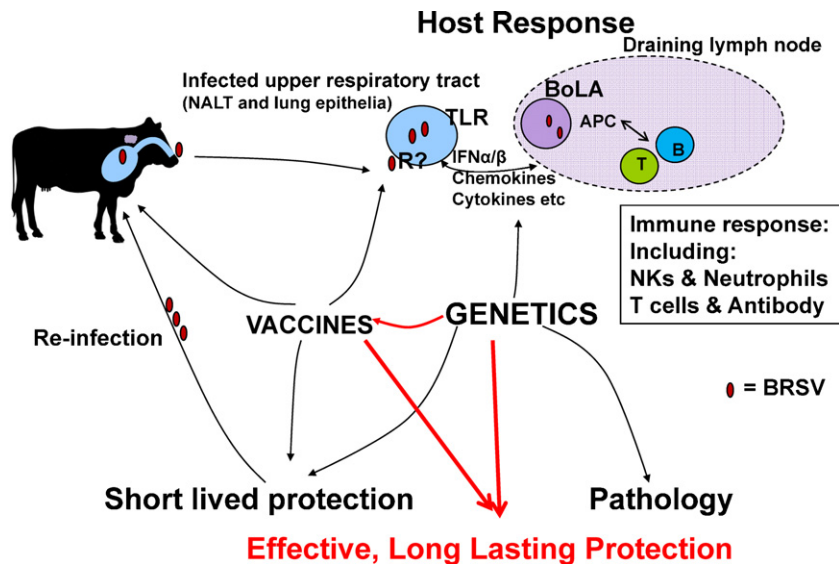 Host Response
Draining lymph node
Infected upper respiratory tract
(NALT and lung epithelia)
TLR
R?
BoLA
APC
B
T
IFNα/β
Chemokines
Cytokines etc
Immune response:
Including:
NKs & Neutrophils
T cells & Antibody
VACCINES
GENETICS
Re-infection
= BRSV
Short lived protection
Pathology
Effective, Long Lasting Protection